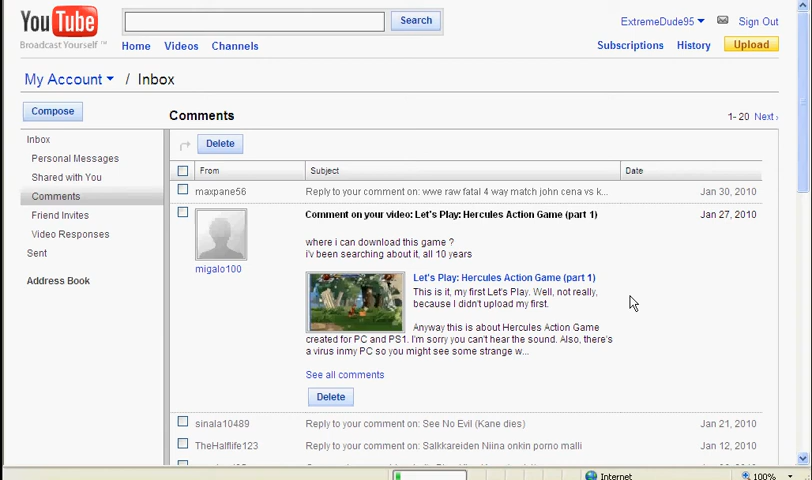 YouTube
Broadcast Yourself ™
Search
ExtremeDude95
Sign Out
Home
Videos
Channels
Subscriptions
History
Upload
My Account / Inbox
Compose
Comments
1- 20 Next
Delete
Inbox
Personal Messages
Shared with You
Comments
Friend Invites
Video Responses
Sent
Address Book
From
Subject
Date
maxpane56
Reply to your comment on: wwe raw fatal 4 way match john cena vs k...
Jan 30, 2010
Comment on your video: Let's Play: Hercules Action Game (part 1)
Jan 27, 2010
migalo100
where i can download this game ?
i'v been searching about it, all 10 years
Let's Play: Hercules Action Game (part 1)
This is it, my first Let's Play. Well, not really,
because I didn't upload my first.
Anyway this is about Hercules Action Game
created for PC and PS1. I'm sorry you can't hear the sound. Also, there's
a virus inmy PC so you might see some strange w...
See all comments
Delete
sinala10489
Reply to your comment on: See No Evil (Kane dies)
Jan 21, 2010
TheHalflife123
Reply to your comment on: Salkkareiden Niina onkin porno malli
Jan 12, 2010
Internet
100%